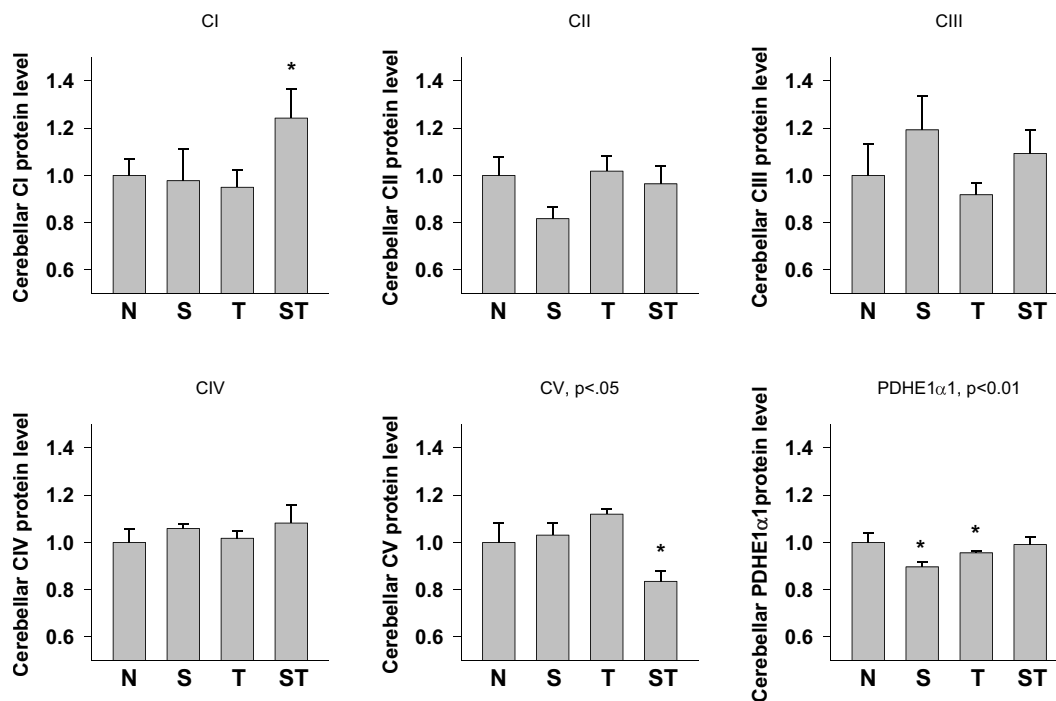 CI
Cerebellar CI protein level
1.4
*
1.2
1.0
0.8
0.6
N S T ST
CII
Cerebellar CII protein level
1.4
1.2
1.0
0.8
0.6
N S T ST
CIII
Cerebellar CIII protein level
1.4
1.2
1.0
0.8
0.6
N S T ST
CIV
Cerebellar CIV protein level
1.4
1.2
1.0
0.8
0.6
N S T ST
CV, p<.05
Cerebellar CV protein level
1.4
1.2
1.0
*
0.8
0.6
N S T ST
PDHE1α1, p<0.01
Cerebellar PDHE1α1protein level
1.4
1.2
1.0
* *
0.8
0.6
N S T ST